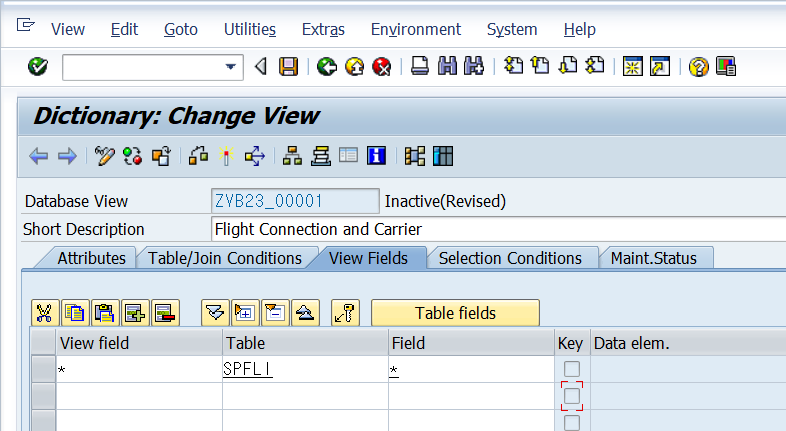 View Edit Goto Utilities Extras Environment System Help
Dictionary: Change View
Database View ZVB23_00001 Inactive(Revised)
Short Description Flight Connection and Carrier
Attributes Table/Join Conditions View Fields Selection Conditions Maint.Status
Table fields
View field Table Field Key Data elem.
* SPFLI *